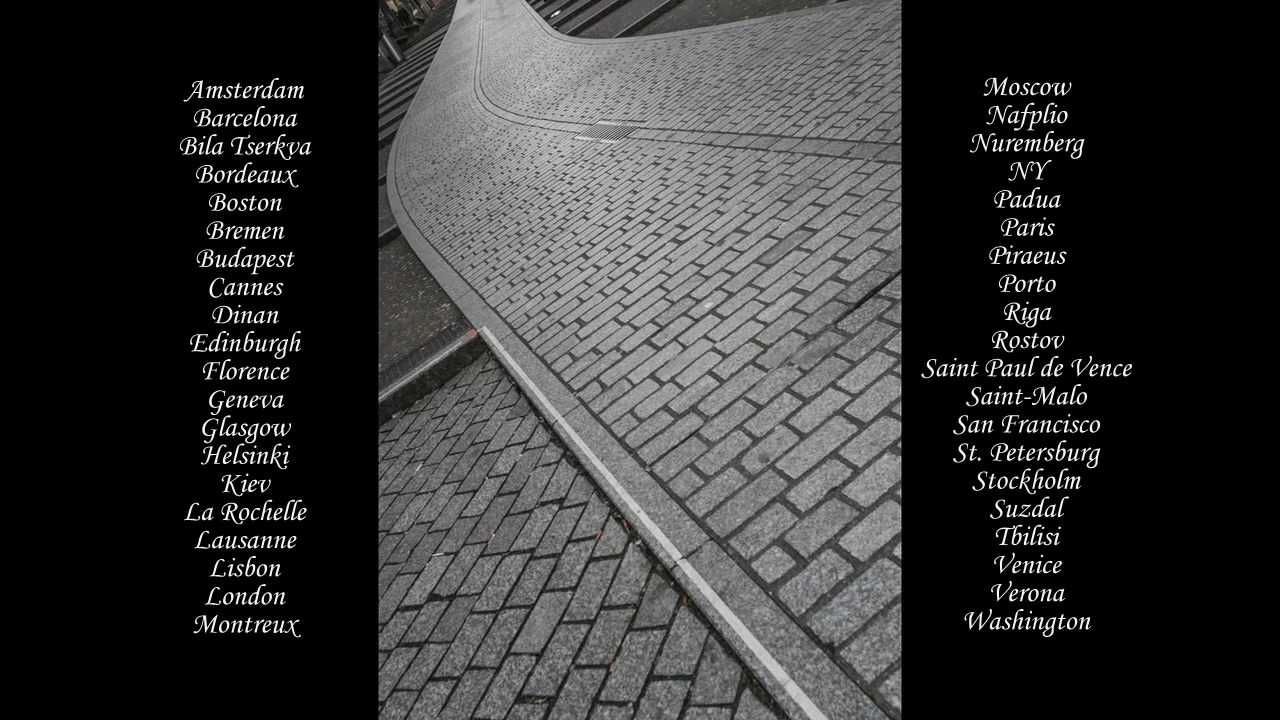 Amsterdam
Barcelona
Bila Tserkva
Bordeaux
Boston
Bremen
Budapest
Cannes
Dinan
Edinburgh
Florence
Geneva
Glasgow
Helsinki
Kiev
La Rochelle
Lausanne
Lisbon
London
Montreux
Moscow
Nafplio
Nuremberg
NY
Padua
Paris
Piraeus
Porto
Riga
Rostov
Saint Paul de Vence
Saint-Malo
San Francisco
St. Petersburg
Stockholm
Suzdal
Tbilisi
Venice
Verona
Washington